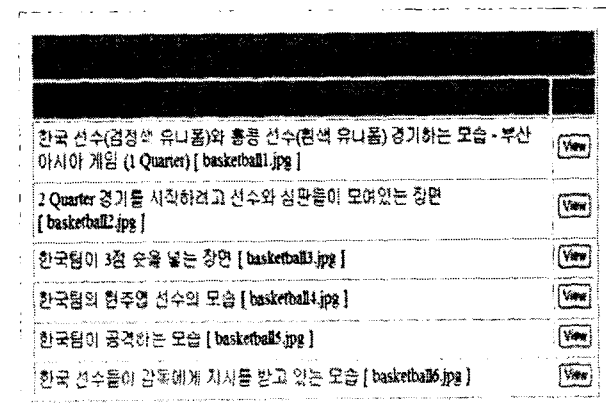 한국 선수(검정색 유니폼)와 홍콩 선수(흰색 유니폼) 경기하는 모습 - 부산
아시아 게임 (1 Quarter) [ basketball1.jpg ]
View
2 Quarter 경기를 시작하려고 선수와 심판들이 모여있는 장면
[ basketball2.jpg ]
View
한국팀이 3점 슛을 넣는 장면 [ basketball3.jpg ]
View
한국팀의 현주엽 선수의 모습 [ basketball4.jpg ]
View
한국팀이 공격하는 모습 [ basketball5.jpg ]
View
한국 선수들이 감독에게 지시를 받고 있는 모습 [ basketball6.jpg ]
View